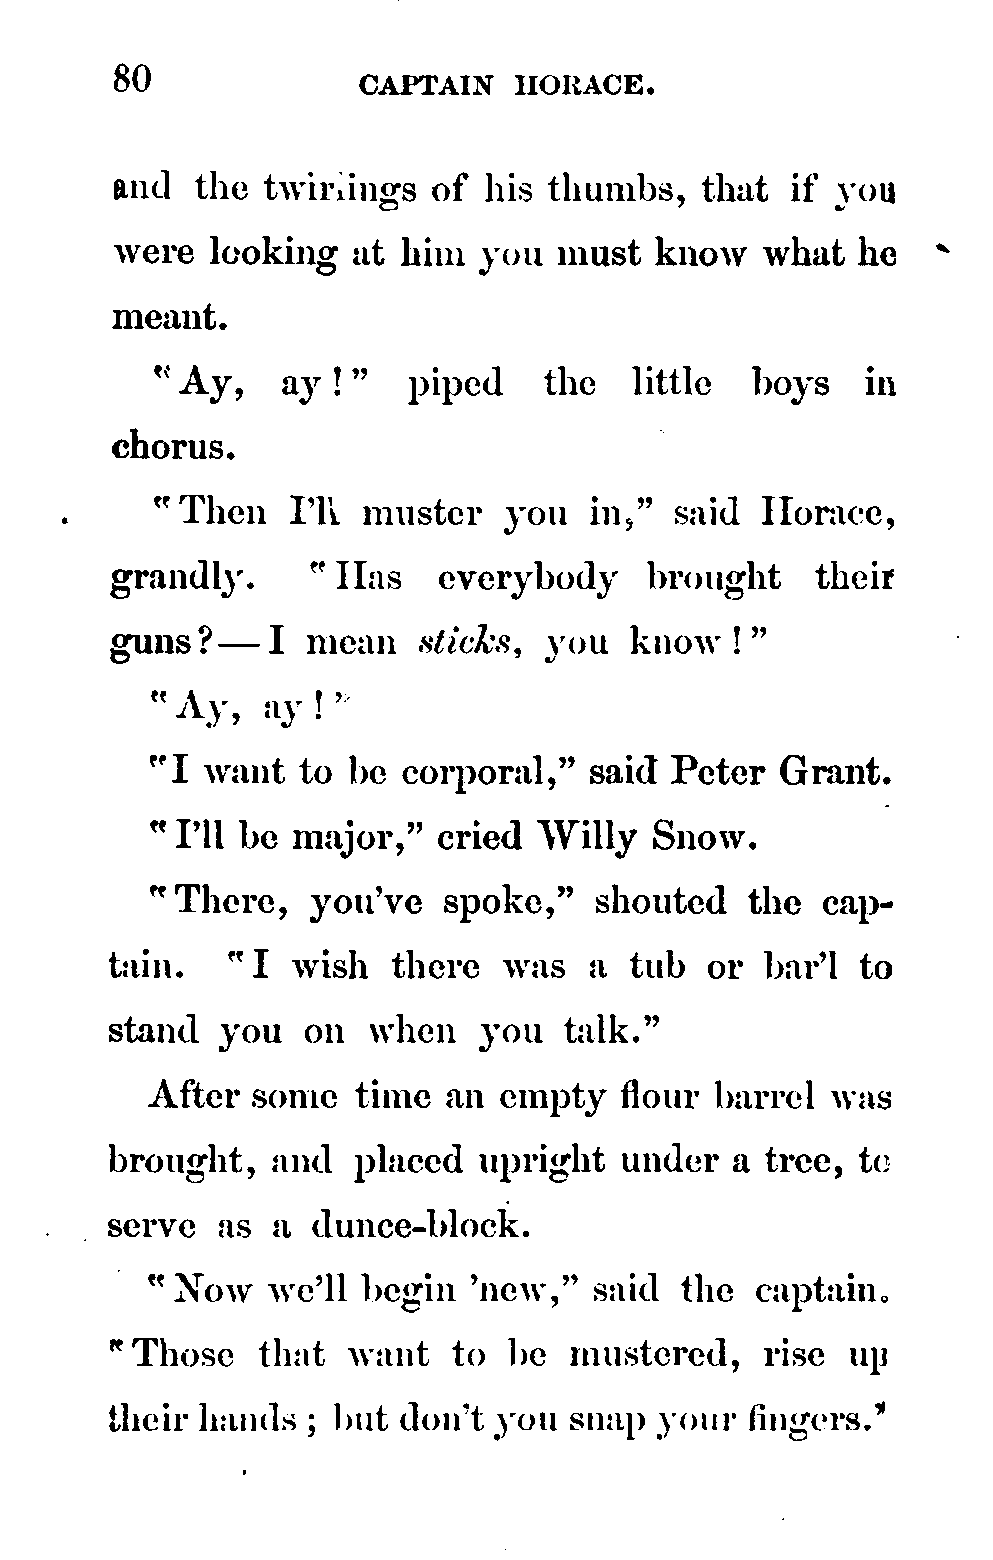 80
CAPTAIN HORACE.
and the twirlings of his thumbs, that if you
were looking at him you must know what he
meant.
"Ay, ay!" piped the little boys in
chorus.
"Then I'll muster you in," said Horace,
grandly. "Has everybody brought their
guns?—I mean sticks, you know!"
"Ay, ay!"
"I want to be corporal," said Peter Grant.
"I'll be major," cried Willy Snow.
"There, you've spoke," shouted the cap-
tain. "I wish there was a tub or bar'l to
stand you on when you talk."
After some time an empty flour barrel was
brought, and placed upright under a tree, to
serve as a dunce-block.
"Now we'll begin 'new," said the captain.
"Those that want to be mustered, rise up
their hands; but don't you snap your fingers."